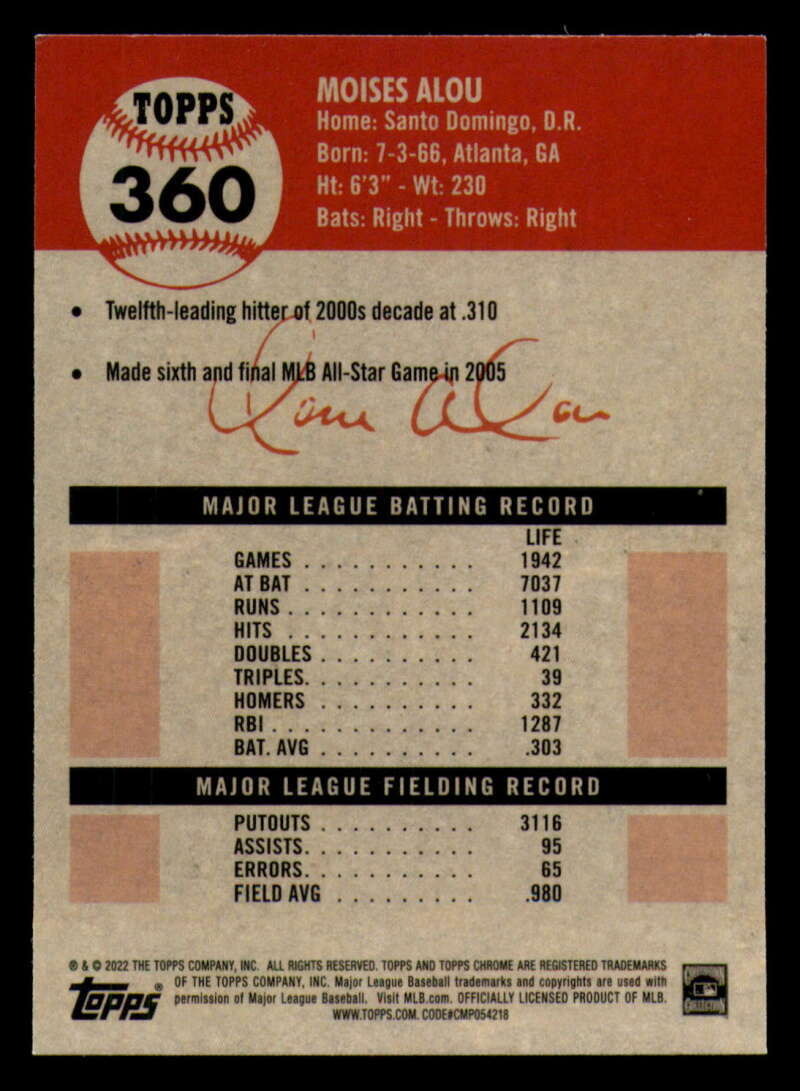 TOPPS
360
MOISES ALOU
Home: Santo Domingo, D.R.
Born: 7-3-66, Atlanta, GA
Ht: 6'3" - Wt: 230
Bats: Right - Throws: Right
• Twelfth-leading hitter of 2000s decade at .310
• Made sixth and final MLB All-Star Game in 2005
MAJOR LEAGUE BATTING RECORD
LIFE
GAMES . . . . . . . . . . . 1942
AT BAT . . . . . . . . . . . 7037
RUNS . . . . . . . . . . . . 1109
HITS . . . . . . . . . . . . 2134
DOUBLES . . . . . . . . . . 421
TRIPLES. . . . . . . . . . . 39
HOMERS . . . . . . . . . 332
RBI . . . . . . . . . . . . . 1287
BAT. AVG . . . . . . . . . . .303
MAJOR LEAGUE FIELDING RECORD
PUTOUTS . . . . . . . . . . 3116
ASSISTS. . . . . . . . . . . 95
ERRORS. . . . . . . . . . . 65
FIELD AVG . . . . . . . . . .980
® & © 2022 THE TOPPS COMPANY, INC. ALL RIGHTS RESERVED. TOPPS AND TOPPS CHROME ARE REGISTERED TRADEMARKS
OF THE TOPPS COMPANY, INC. Major League Baseball trademarks and copyrights are used with
permission of Major League Baseball. Visit MLB.com. OFFICIALLY LICENSED PRODUCT OF MLB.
WWW.TOPPS.COM. CODE#CMP054218
Topps®
COOPERSTOWN
COLLECTION